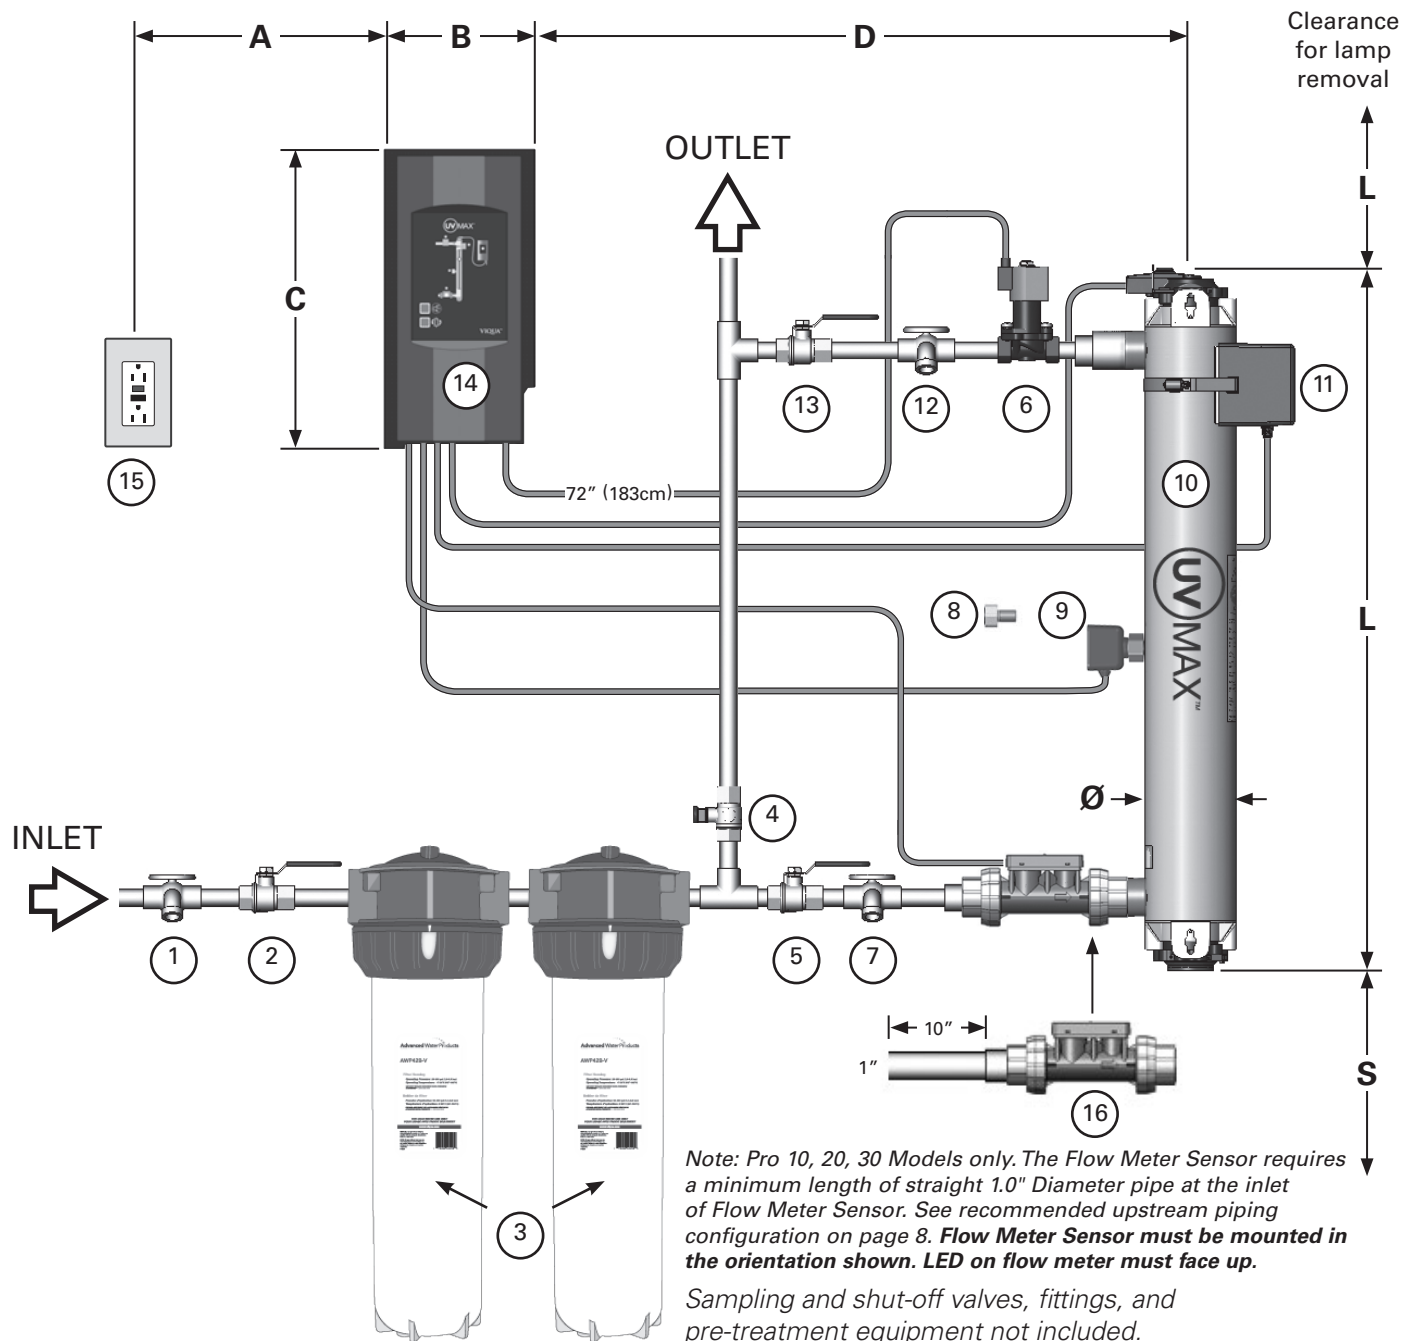 A
B
D
Clearance
for lamp
removal
OUTLET
L
C
UVMAX
VIQUA
14
15
13
12
6
11
10
72" (183cm)
UVMAX™
8
9
L
Ø
4
INLET
1
2
5
7
10"
1"
S
16
Advanced Water Products
AWP420-V
Advanced Water Products
AWP420-V
3
Note: Pro 10, 20, 30 Models only. The Flow Meter Sensor requires
a minimum length of straight 1.0" Diameter pipe at the inlet
of Flow Meter Sensor. See recommended upstream piping
configuration on page 8. Flow Meter Sensor must be mounted in
the orientation shown. LED on flow meter must face up.
Sampling and shut-off valves, fittings, and
pre-treatment equipment not included.